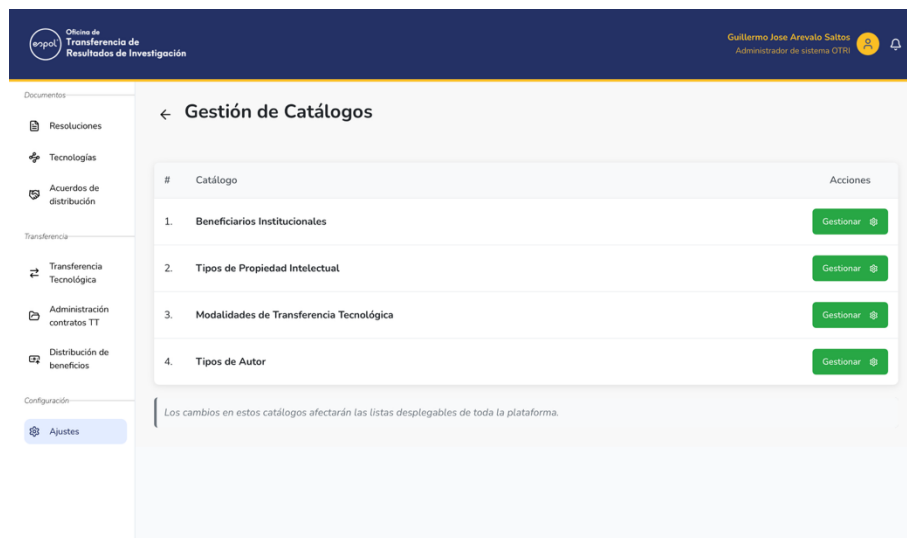 espol
Oficina de
Transferencia de
Resultados de Investigación
Guillermo Jose Arevalo Saltos
Administrador de sistema OTRI
Documentos
Resoluciones
Tecnologías
Acuerdos de
distribución
Transferencia
Transferencia
Tecnológica
Administración
contratos TT
Distribución de
beneficios
Configuración
Ajustes
← Gestión de Catálogos
# Catálogo Acciones
1. Beneficiarios Institucionales Gestionar
2. Tipos de Propiedad Intelectual Gestionar
3. Modalidades de Transferencia Tecnológica Gestionar
4. Tipos de Autor Gestionar
Los cambios en estos catálogos afectarán las listas desplegables de toda la plataforma.